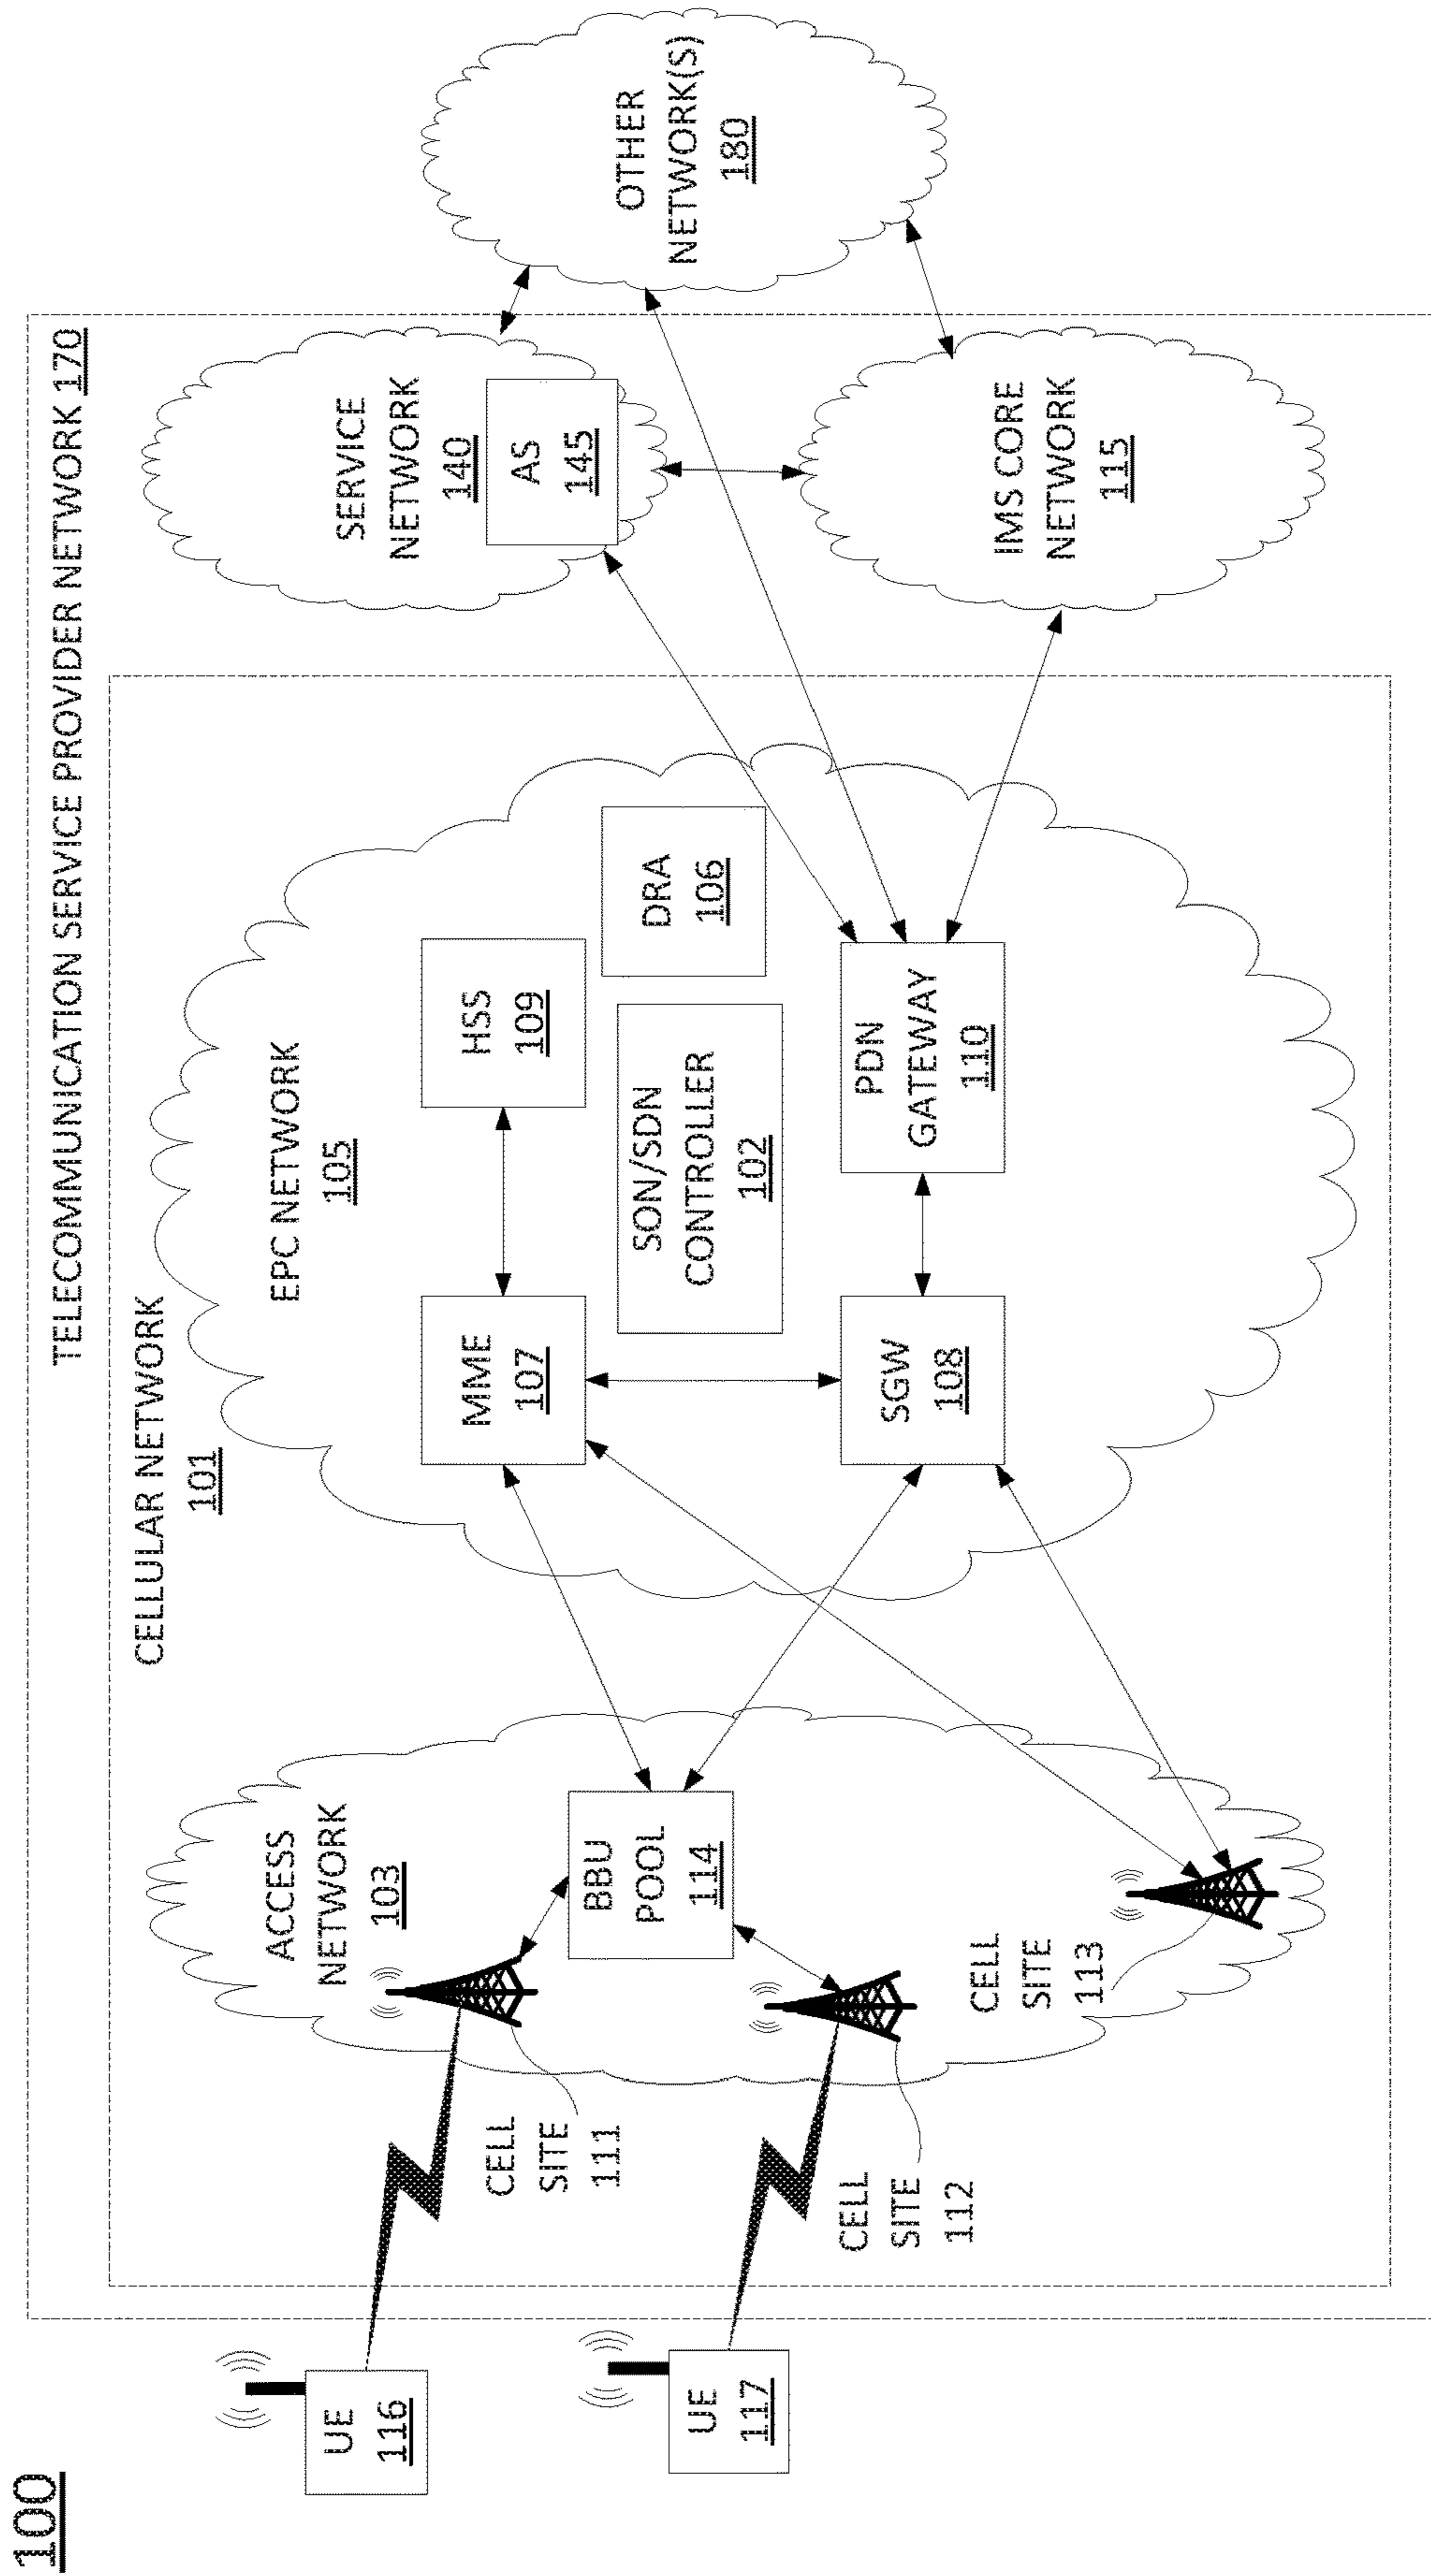 100
TELECOMMUNICATION SERVICE PROVIDER NETWORK 170
CELLULAR NETWORK
101
UE
116
UE
117
ACCESS
NETWORK
103
CELL
SITE
111
CELL
SITE
112
CELL
SITE
113
BBU
POOL
114
EPC NETWORK
105
MME
107
HSS
109
SON/SDN
CONTROLLER
102
DRA
106
SGW
108
PDN
GATEWAY
110
SERVICE
NETWORK
140
AS
145
IMS CORE
NETWORK
115
OTHER
NETWORK(S)
180